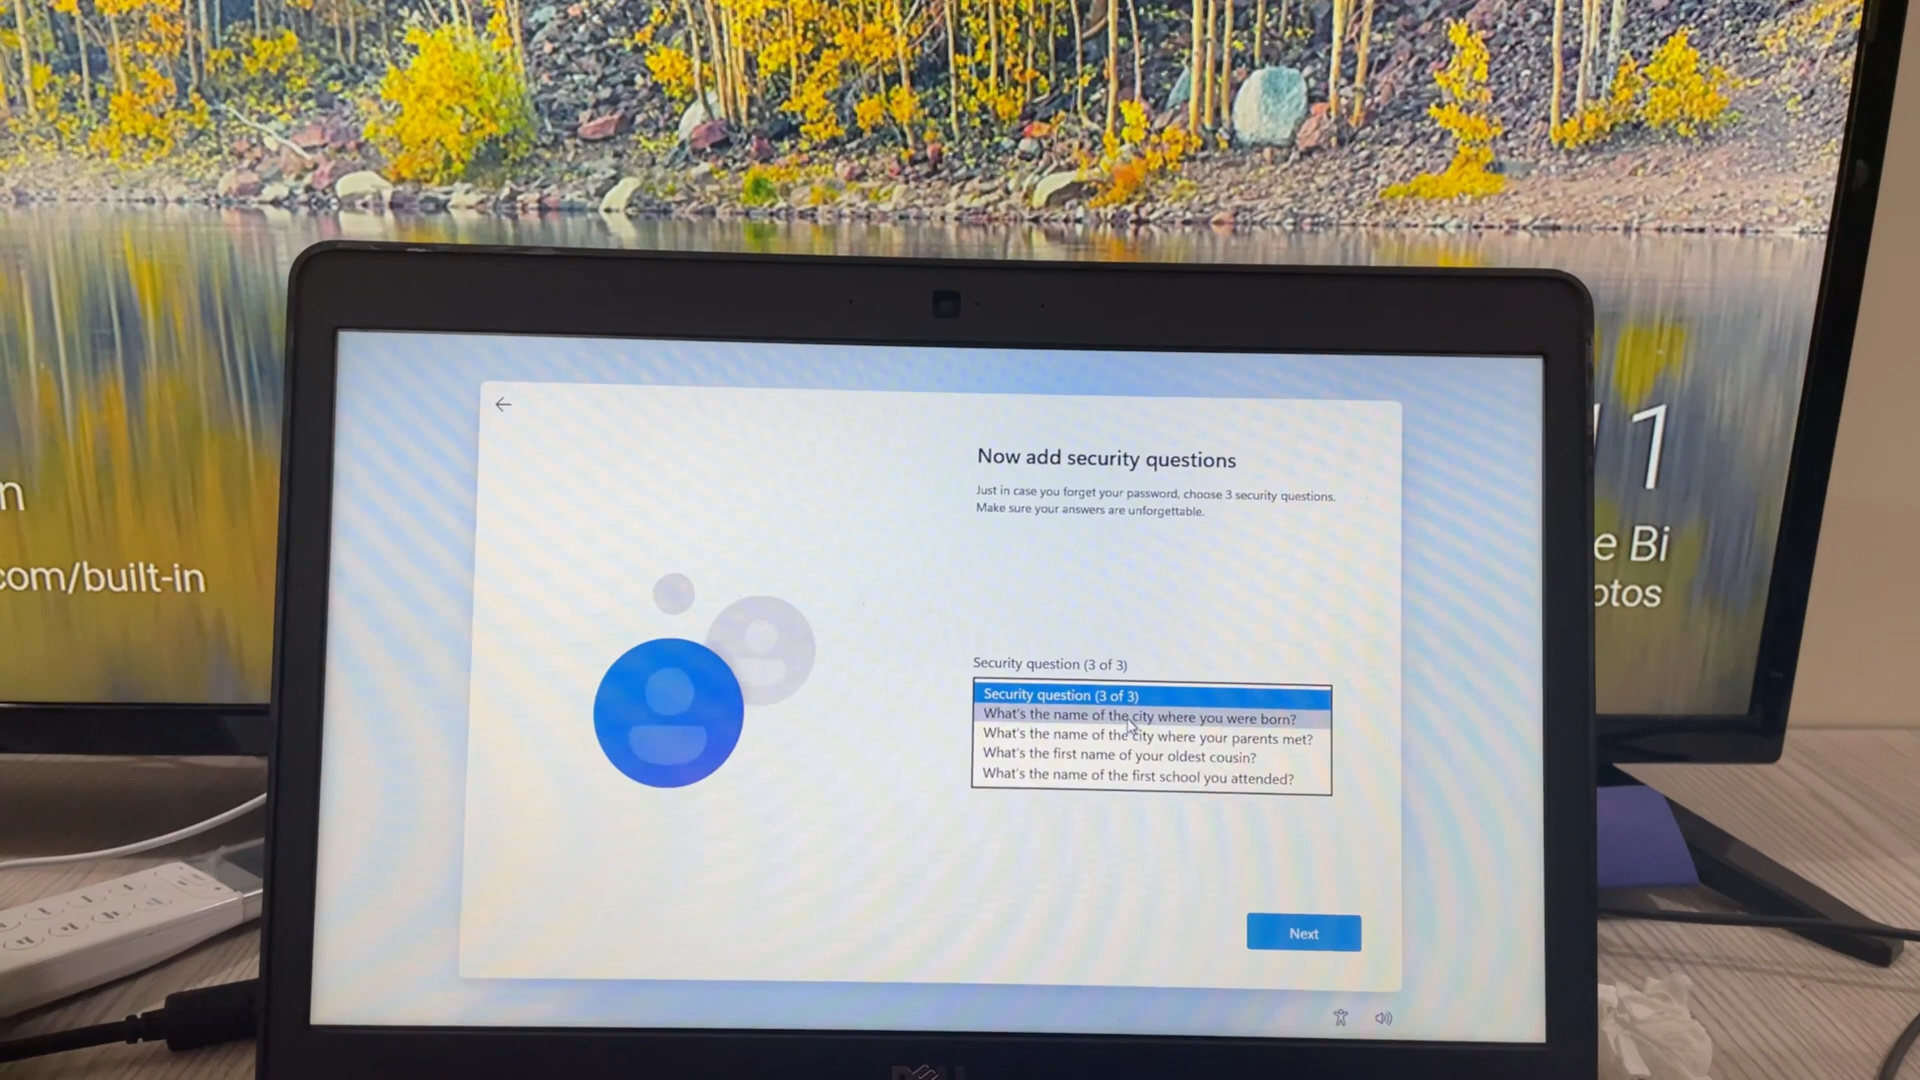 Now add security questions
Just in case you forget your password, choose 3 security questions.
Make sure your answers are unforgettable.
Security question (3 of 3)
Security question (3 of 3)
What's the name of the city where you were born?
What's the name of the city where your parents met?
What's the first name of your oldest cousin?
What's the name of the first school you attended?
Next
n
com/built-in
11
e Bi
otos